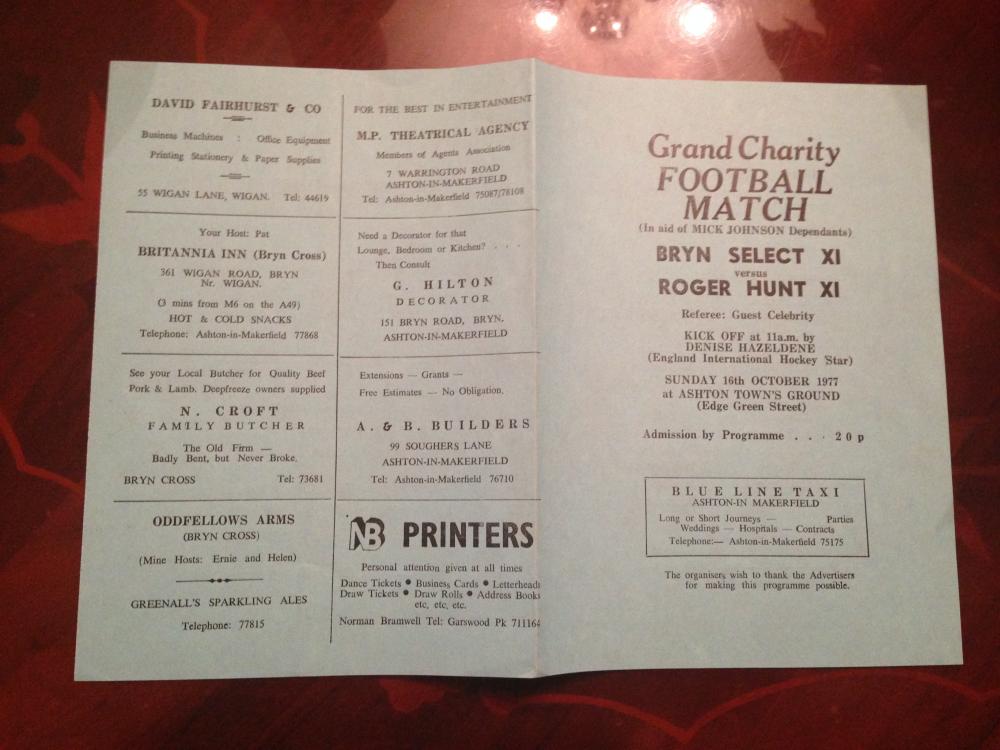 DAVID FAIRHURST & CO
Business Machines : Office Equipment
Printing Stationery & Paper Supplies
55 WIGAN LANE, WIGAN. Tel: 44619
Your Host: Pat
BRITANNIA INN (Bryn Cross)
361 WIGAN ROAD, BRYN
Nr. WIGAN.
(3 mins from M6 on the A49)
HOT & COLD SNACKS
Telephone: Ashton-in-Makerfield 77868
See your Local Butcher for Quality Beef
Pork & Lamb. Deepfreeze owners supplied
N. CROFT
FAMILY BUTCHER
The Old Firm —
Badly Bent, but Never Broke.
BRYN CROSS Tel: 73681
ODDFELLOWS ARMS
(BRYN CROSS)
(Mine Hosts: Ernie and Helen)
GREENALL'S SPARKLING ALES
Telephone: 77815
FOR THE BEST IN ENTERTAINMENT
M.P. THEATRICAL AGENCY
Members of Agents Association
7 WARRINGTON ROAD
ASHTON-IN-MAKERFIELD
Tel: Ashton-in-Makerfield 75087/78108
Need a Decorator for that
Lounge, Bedroom or Kitchen? . . .
Then Consult
G. HILTON
DECORATOR
151 BRYN ROAD, BRYN.
ASHTON-IN-MAKERFIELD
Extensions — Grants —
Free Estimates — No Obligation.
A. & B. BUILDERS
99 SOUGHERS LANE
ASHTON-IN-MAKERFIELD
Tel: Ashton-in-Makerfield 76710
NB PRINTERS
Personal attention given at all times
Dance Tickets • Business Cards • Letterheads
Draw Tickets • Draw Rolls • Address Books
etc, etc, etc.
Norman Bramwell Tel: Garswood Pk 711164
Grand Charity
FOOTBALL
MATCH
(In aid of MICK JOHNSON Dependants)
BRYN SELECT XI
versus
ROGER HUNT XI
Referee: Guest Celebrity
KICK OFF at 11a.m. by
DENISE HAZELDENE
(England International Hockey Star)
SUNDAY 16th OCTOBER 1977
at ASHTON TOWN'S GROUND
(Edge Green Street)
Admission by Programme . . . 20p
BLUE LINE TAXI
ASHTON-IN MAKERFIELD
Long or Short Journeys — Parties
Weddings — Hospitals — Contracts
Telephone:— Ashton-in-Makerfield 75175
The organisers wish to thank the Advertisers
for making this programme possible.